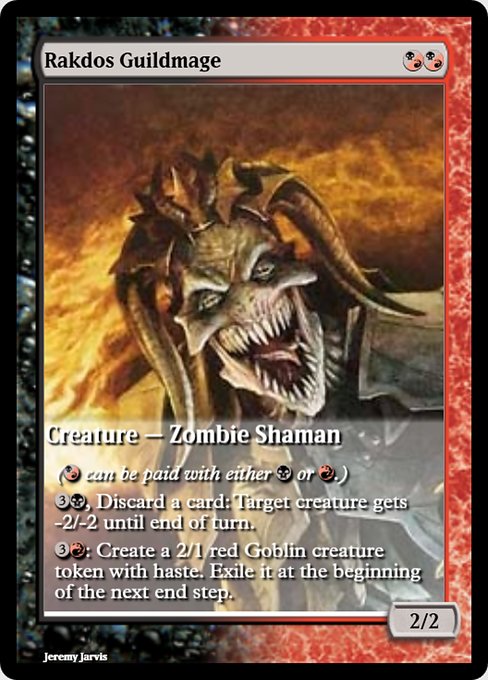 Rakdos Guildmage
Creature — Zombie Shaman
( can be paid with either or .)
3, Discard a card: Target creature gets
-2/-2 until end of turn.
3: Create a 2/1 red Goblin creature
token with haste. Exile it at the beginning
of the next end step.
2/2
Jeremy Jarvis